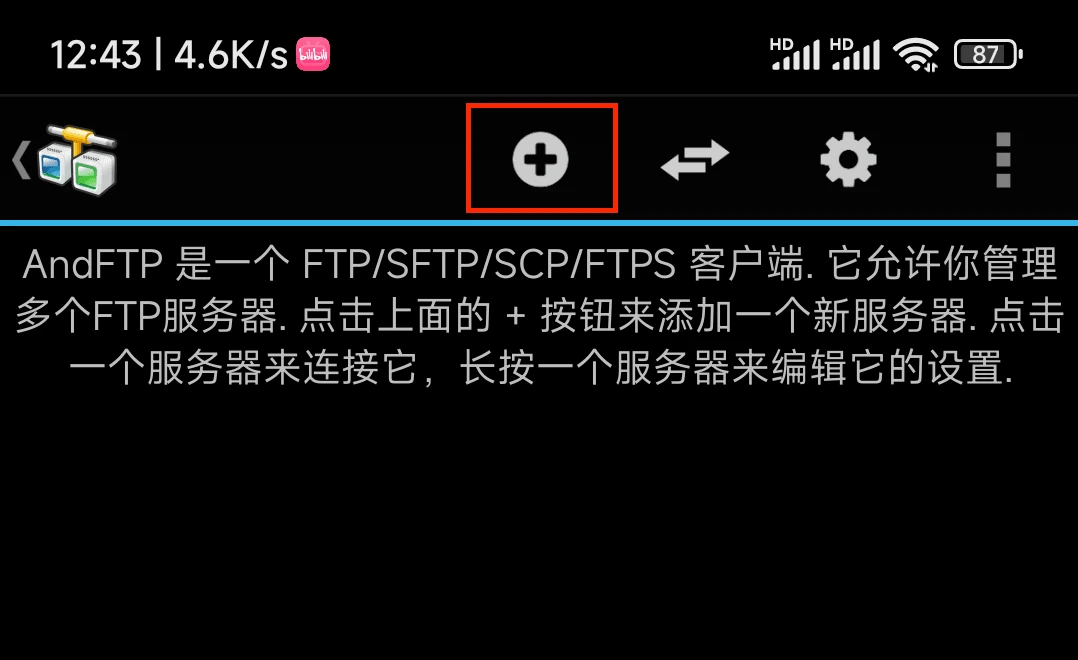 12:43 | 4.6K/s bilibili HD HD 87
AndFTP 是一个 FTP/SFTP/SCP/FTPS 客户端. 它允许你管理
多个FTP服务器. 点击上面的 + 按钮来添加一个新服务器. 点击
一个服务器来连接它，长按一个服务器来编辑它的设置.